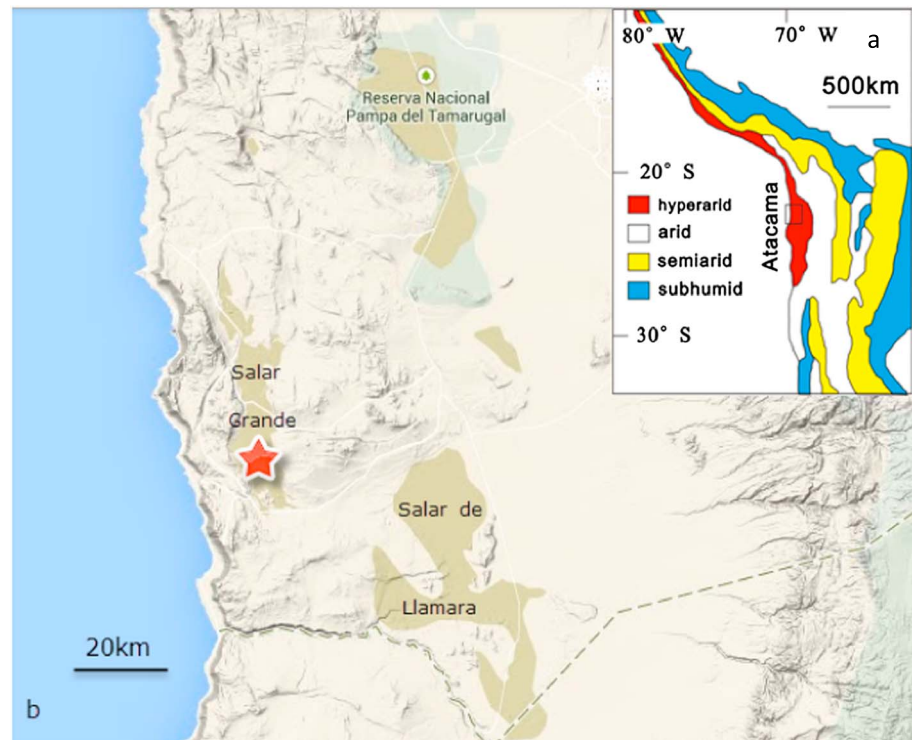 80° W
70° W
a
500km
20° S
hyperarid
arid
semiarid
subhumid
Atacama
30° S
Reserva Nacional
Pampa del Tamarugal
Salar
Grande
Salar de
Llamara
20km
b